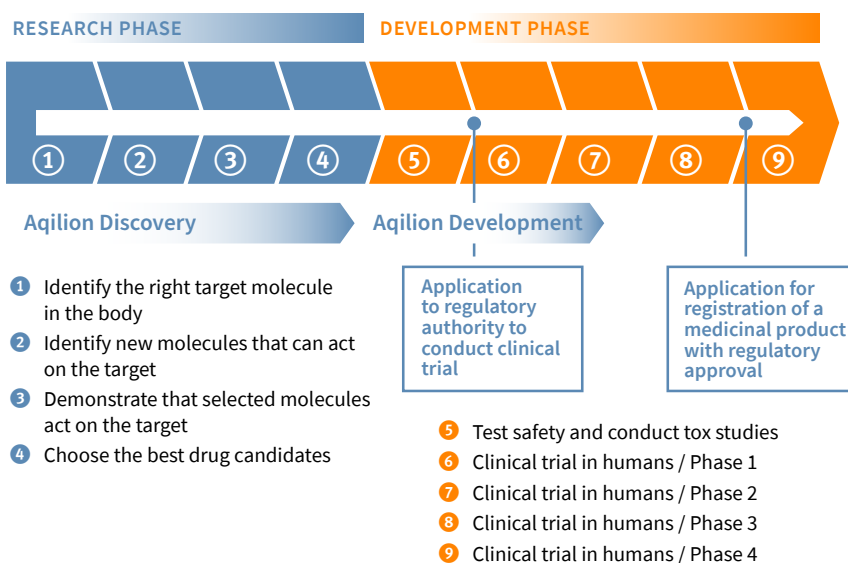 RESEARCH PHASE
DEVELOPMENT PHASE
1
2
3
4
5
6
7
8
9
Aqilion Discovery
Aqilion Development
Application
to regulatory
authority to
conduct clinical
trial
Application for
registration of a
medicinal product
with regulatory
approval
1 Identify the right target molecule
in the body
2 Identify new molecules that can act
on the target
3 Demonstrate that selected molecules
act on the target
4 Choose the best drug candidates
5 Test safety and conduct tox studies
6 Clinical trial in humans / Phase 1
7 Clinical trial in humans / Phase 2
8 Clinical trial in humans / Phase 3
9 Clinical trial in humans / Phase 4